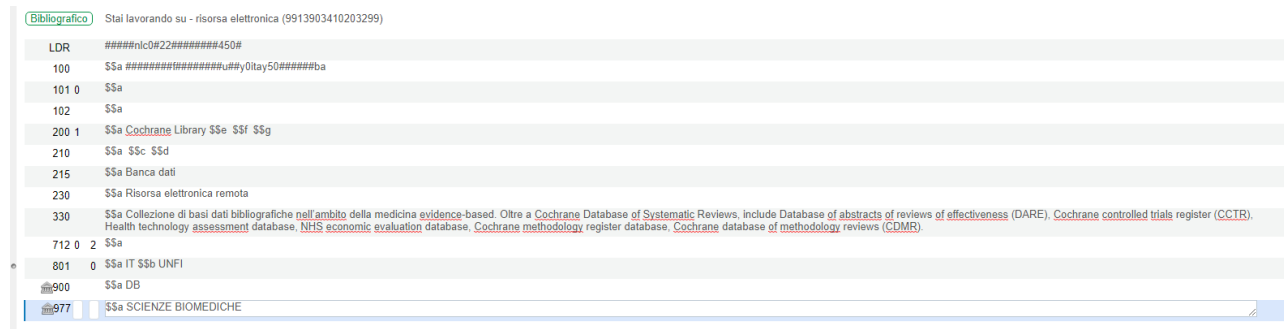 Bibliografico Stai lavorando su - risorsa elettronica (9913903410203299)
LDR #####nlc0#22########450#
100 $$a ########f########u##y0itay50######ba
101 0 $$a
102 $$a
200 1 $$a Cochrane Library $$e $$f $$g
210 $$a $$c $$d
215 $$a Banca dati
230 $$a Risorsa elettronica remota
330 $$a Collezione di basi dati bibliografiche nell'ambito della medicina evidence-based. Oltre a Cochrane Database of Systematic Reviews, include Database of abstracts of reviews of effectiveness (DARE), Cochrane controlled trials register (CCTR),
Health technology assessment database, NHS economic evaluation database, Cochrane methodology register database, Cochrane database of methodology reviews (CDMR).
712 0 2 $$a
801 0 $$a IT $$b UNFI
900 $$a DB
977 $$a SCIENZE BIOMEDICHE